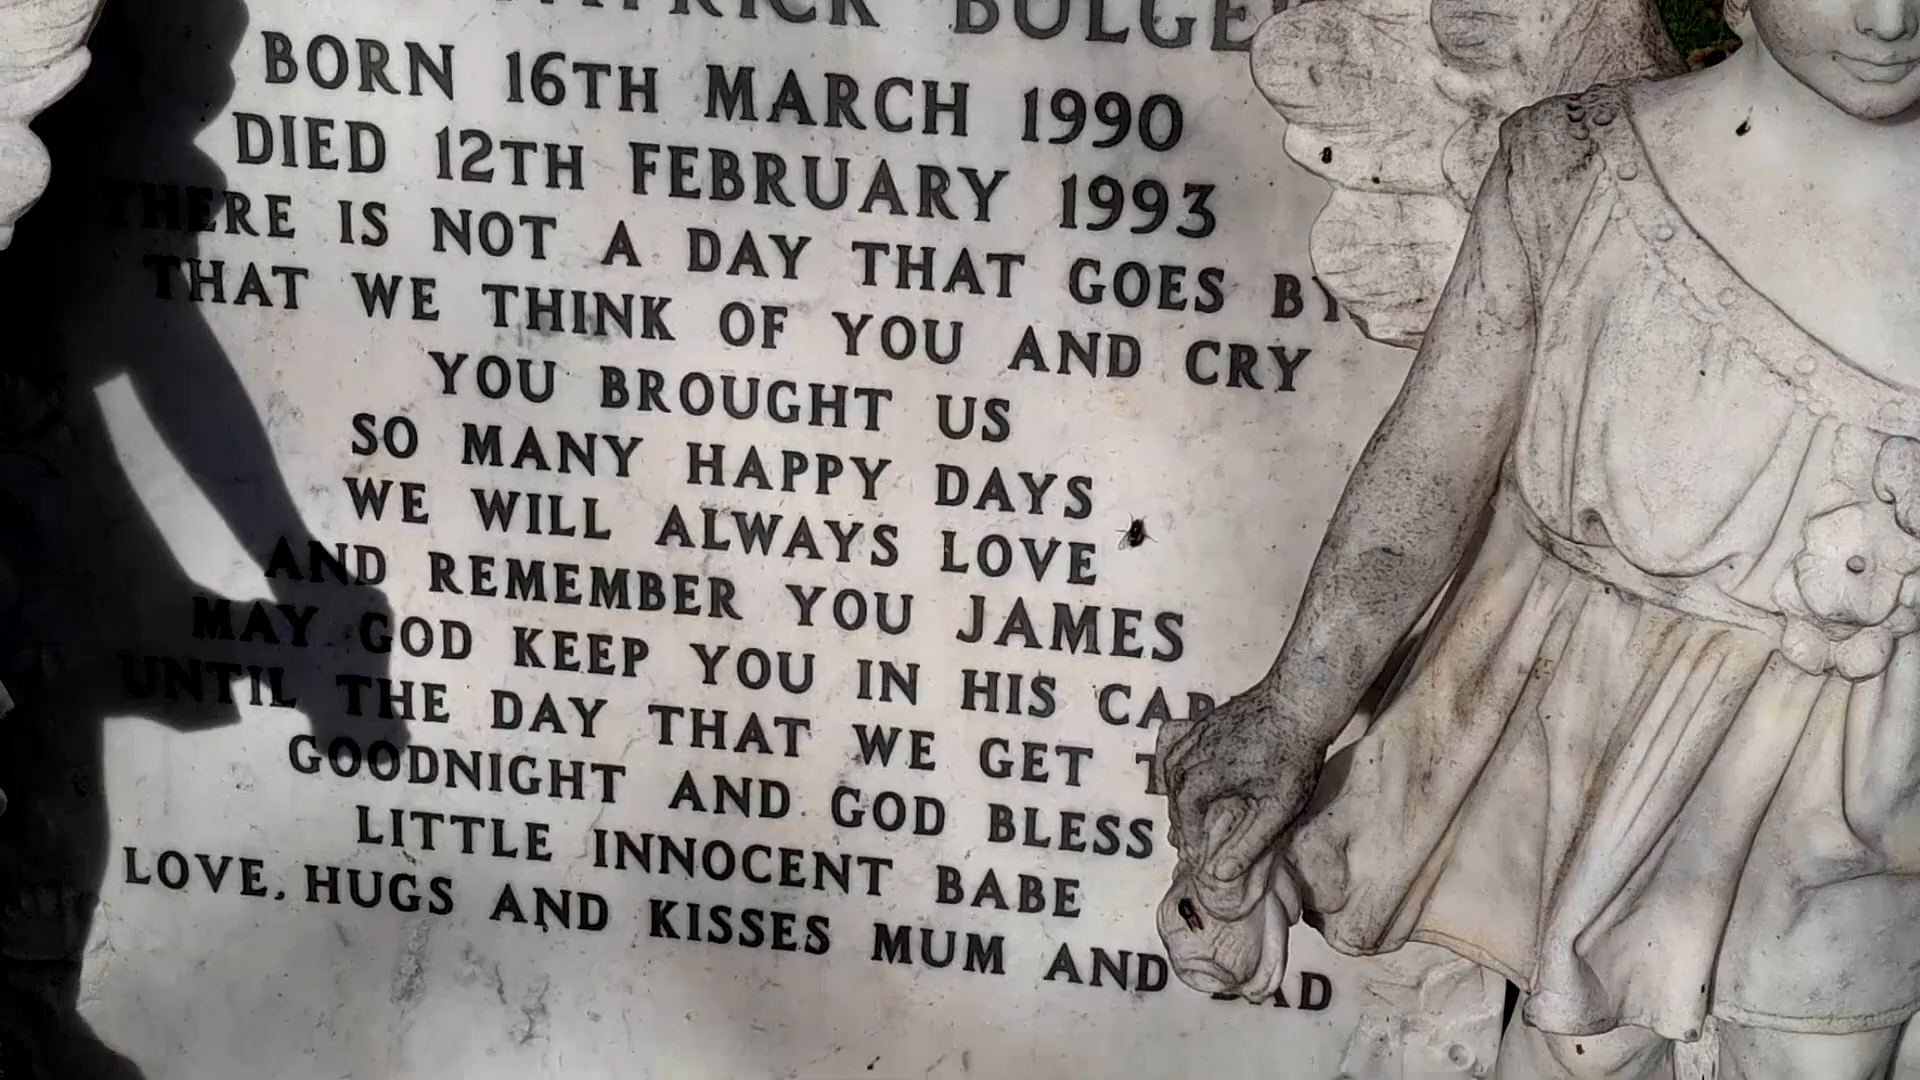 BORN 16TH MARCH 1990
DIED 12TH FEBRUARY 1993
THERE IS NOT A DAY THAT GOES BY
THAT WE THINK OF YOU AND CRY
YOU BROUGHT US
SO MANY HAPPY DAYS
WE WILL ALWAYS LOVE
AND REMEMBER YOU JAMES
MAY GOD KEEP YOU IN HIS
UNTIL THE DAY THAT WE GET
GOODNIGHT AND GOD BLESS
LITTLE INNOCENT BABE
LOVE, HUGS AND KISSES MUM AND DAD